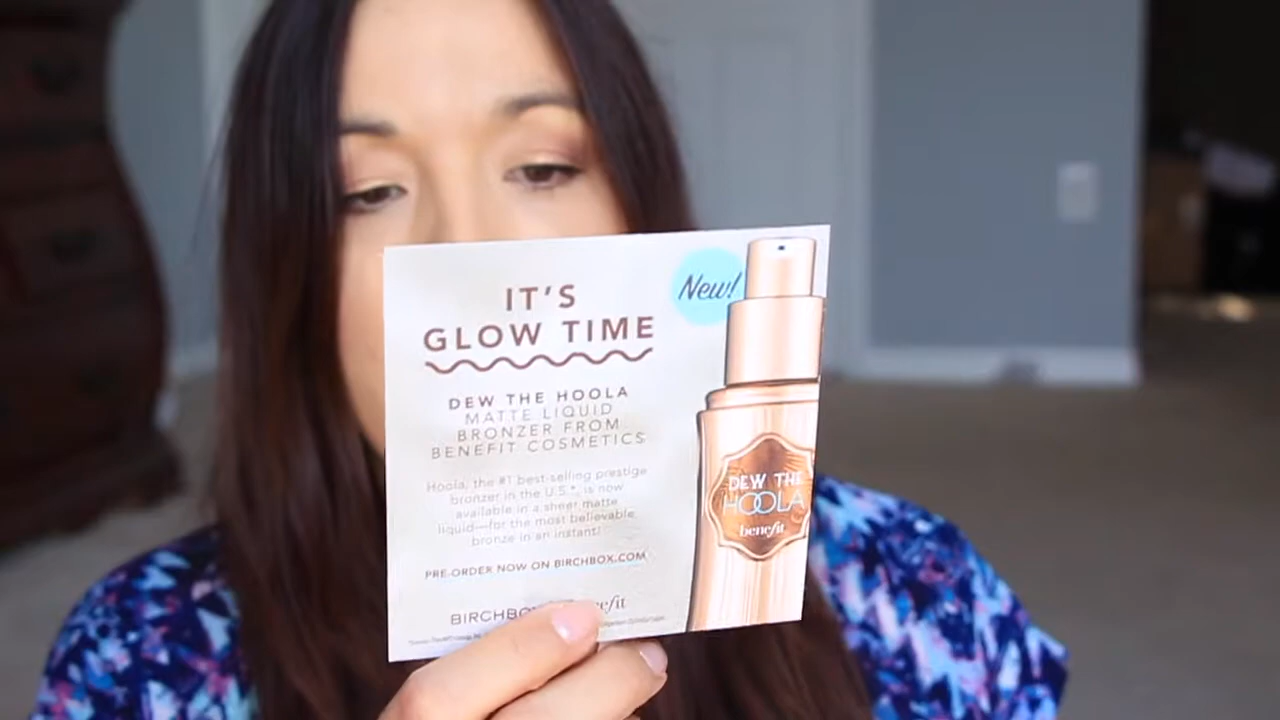 IT'S
GLOW TIME
New!
DEW THE HOOLA
MATTE LIQUID
BRONZER FROM
BENEFIT COSMETICS
Hoola, the #1 best-selling prestige
bronzer in the U.S.*, is now
available in a sheer matte
liquid—for the most believable
bronze in an instant!
PRE-ORDER NOW ON BIRCHBOX.COM
DEW THE
HOOLA
benefit